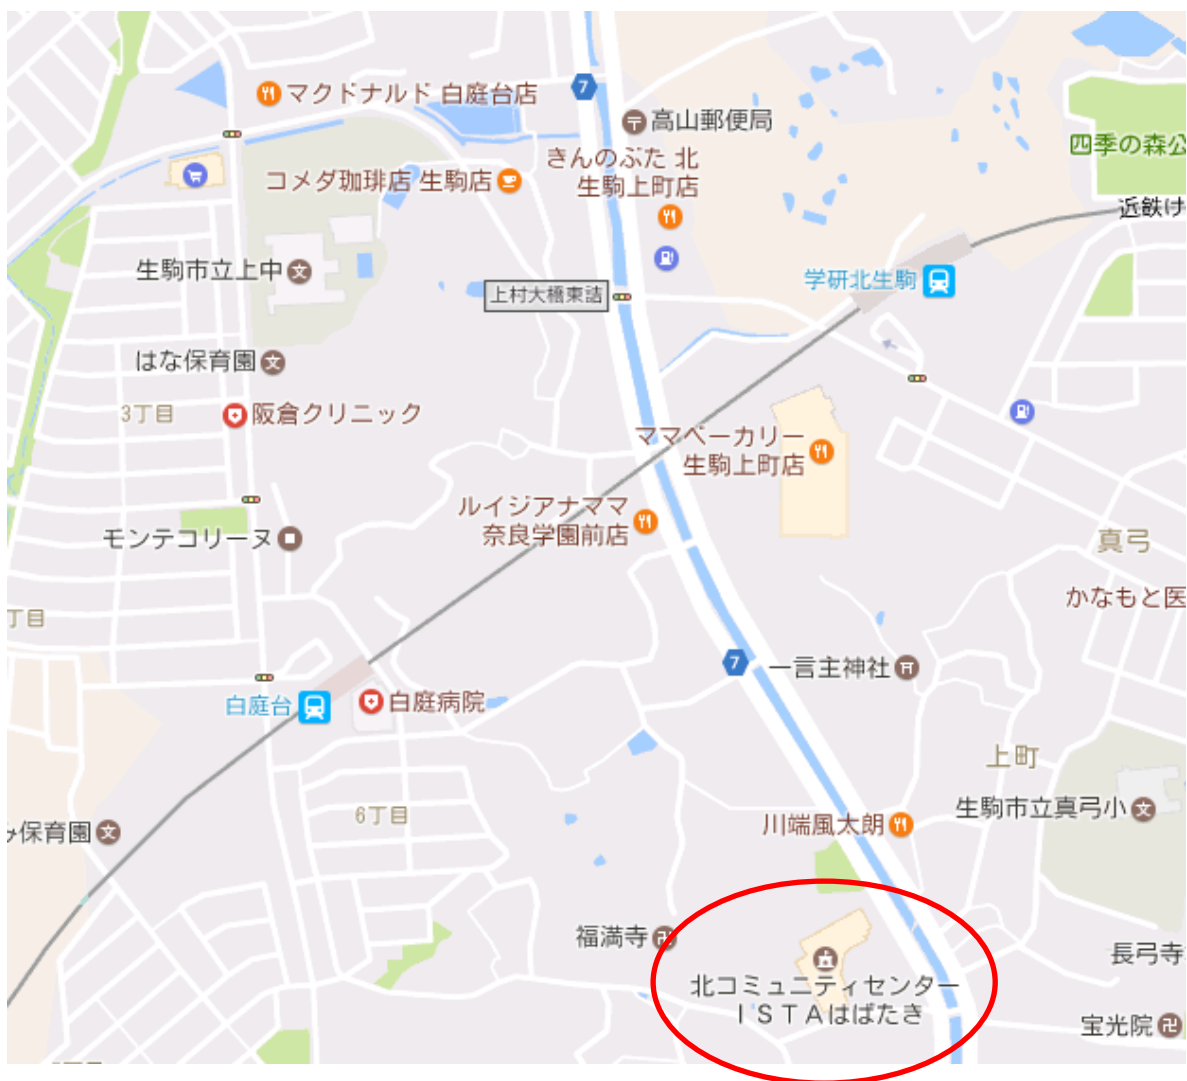 マクドナルド 白庭台店
7
高山郵便局
きんのぶた 北
生駒上町店
四季の森公
コメダ珈琲店 生駒店
近鉄け
生駒市立上中
文
学研北生駒
上村大橋東詰
はな保育園
文
3丁目
阪倉クリニック
ママベーカリー
生駒上町店
ルイジアナママ
奈良学園前店
モンテコリーヌ
真弓
かなもと医
丁目
7
一言主神社
白庭台
白庭病院
上町
6丁目
川端風太朗
生駒市立真弓小
文
み保育園
文
福満寺
長弓寺
北コミュニティセンター
ISTAはばたき
宝光院